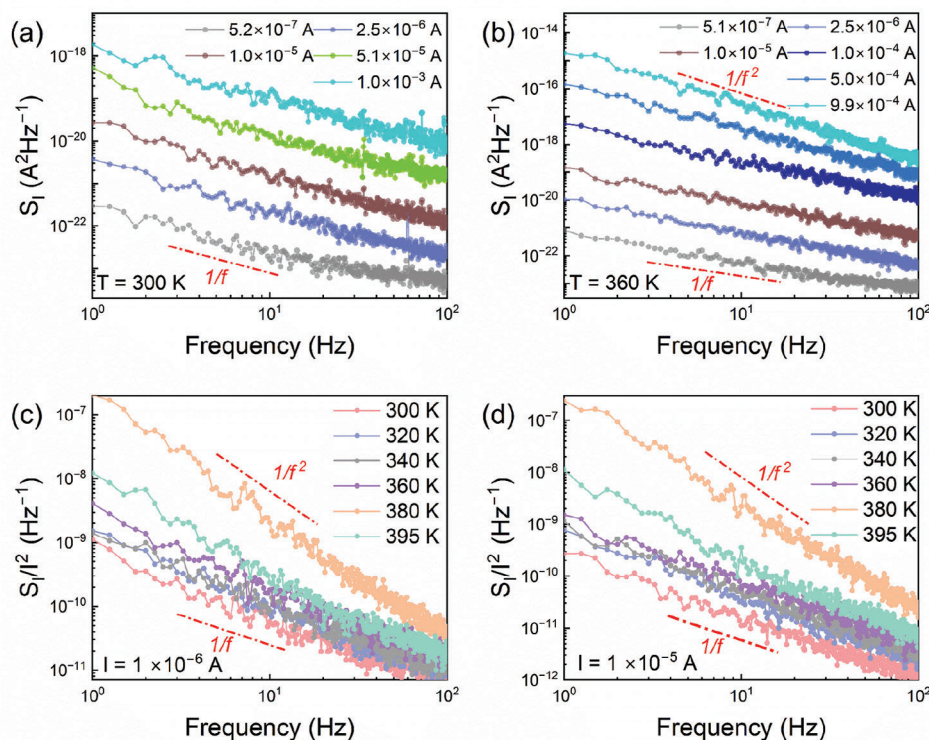 (a)
5.2×10⁻⁷ A 2.5×10⁻⁶ A
1.0×10⁻⁵ A 5.1×10⁻⁵ A
1.0×10⁻³ A
10⁻¹⁸
10⁻²⁰
10⁻²²
S_I (A²Hz⁻¹)
1/f
T = 300 K
10⁰ 10¹ 10²
Frequency (Hz)
(b)
5.1×10⁻⁷ A 2.5×10⁻⁶ A
1.0×10⁻⁵ A 1.0×10⁻⁴ A
5.0×10⁻⁴ A
9.9×10⁻⁴ A
10⁻¹⁴
10⁻¹⁶
10⁻¹⁸
10⁻²⁰
10⁻²²
S_I (A²Hz⁻¹)
1/f²
1/f
T = 360 K
10⁰ 10¹ 10²
Frequency (Hz)
(c)
300 K
320 K
340 K
360 K
380 K
395 K
10⁻⁷
10⁻⁸
10⁻⁹
10⁻¹⁰
10⁻¹¹
S_I/I² (Hz⁻¹)
1/f²
1/f
I = 1 ×10⁻⁶ A
10⁰ 10¹ 10²
Frequency (Hz)
(d)
300 K
320 K
340 K
360 K
380 K
395 K
10⁻⁷
10⁻⁸
10⁻⁹
10⁻¹⁰
10⁻¹¹
10⁻¹²
S_I/I² (Hz⁻¹)
1/f²
1/f
I = 1 ×10⁻⁵ A
10⁰ 10¹ 10²
Frequency (Hz)